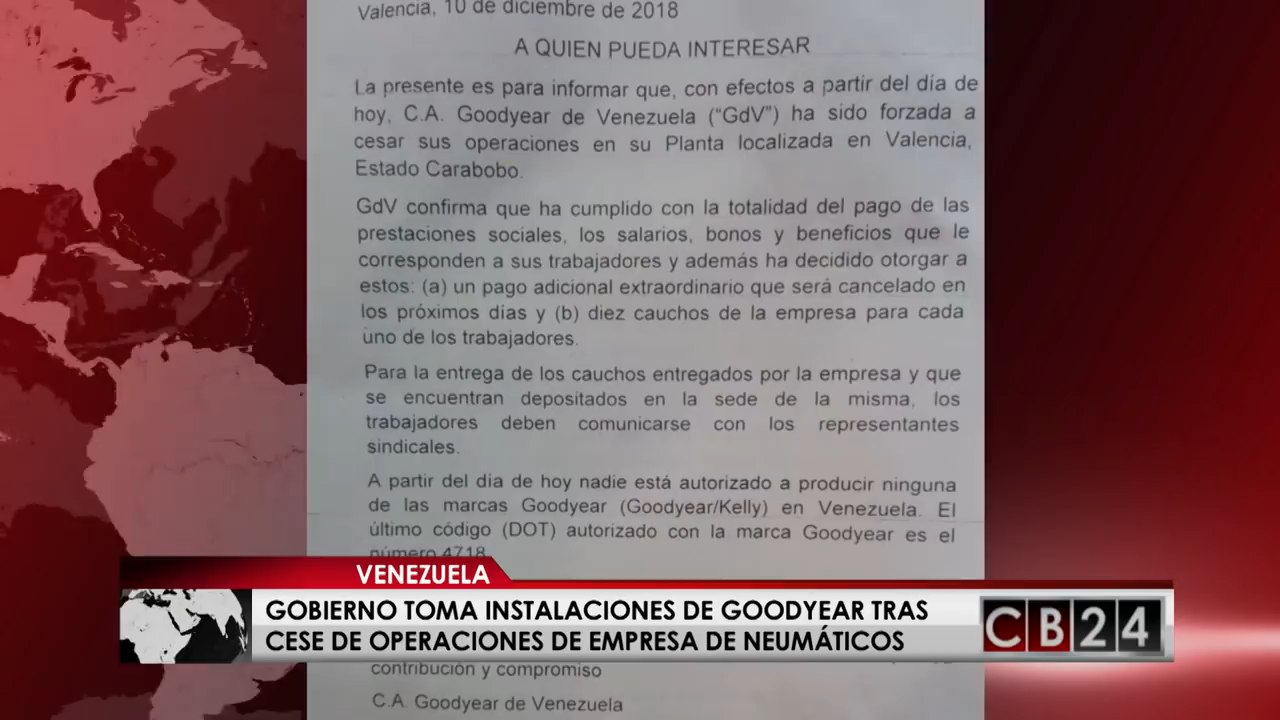 Valencia, 10 de diciembre de 2018
A QUIEN PUEDA INTERESAR
La presente es para informar que, con efectos a partir del día de
hoy, C.A. Goodyear de Venezuela ("GdV") ha sido forzada a
cesar sus operaciones en su Planta localizada en Valencia,
Estado Carabobo.
GdV confirma que ha cumplido con la totalidad del pago de las
prestaciones sociales, los salarios, bonos y beneficios que le
corresponden a sus trabajadores y además ha decidido otorgar a
estos: (a) un pago adicional extraordinario que será cancelado en
los próximos días y (b) diez cauchos de la empresa para cada
uno de los trabajadores.
Para la entrega de los cauchos entregados por la empresa y que
se encuentran depositados en la sede de la misma, los
trabajadores deben comunicarse con los representantes
sindicales.
A partir del día de hoy nadie está autorizado a producir ninguna
de las marcas Goodyear (Goodyear/Kelly) en Venezuela. El
último código (DOT) autorizado con la marca Goodyear es el
número 4718
VENEZUELA
GOBIERNO TOMA INSTALACIONES DE GOODYEAR TRAS
CESE DE OPERACIONES DE EMPRESA DE NEUMÁTICOS
CB24
contribución y compromiso
C.A. Goodyear de Venezuela